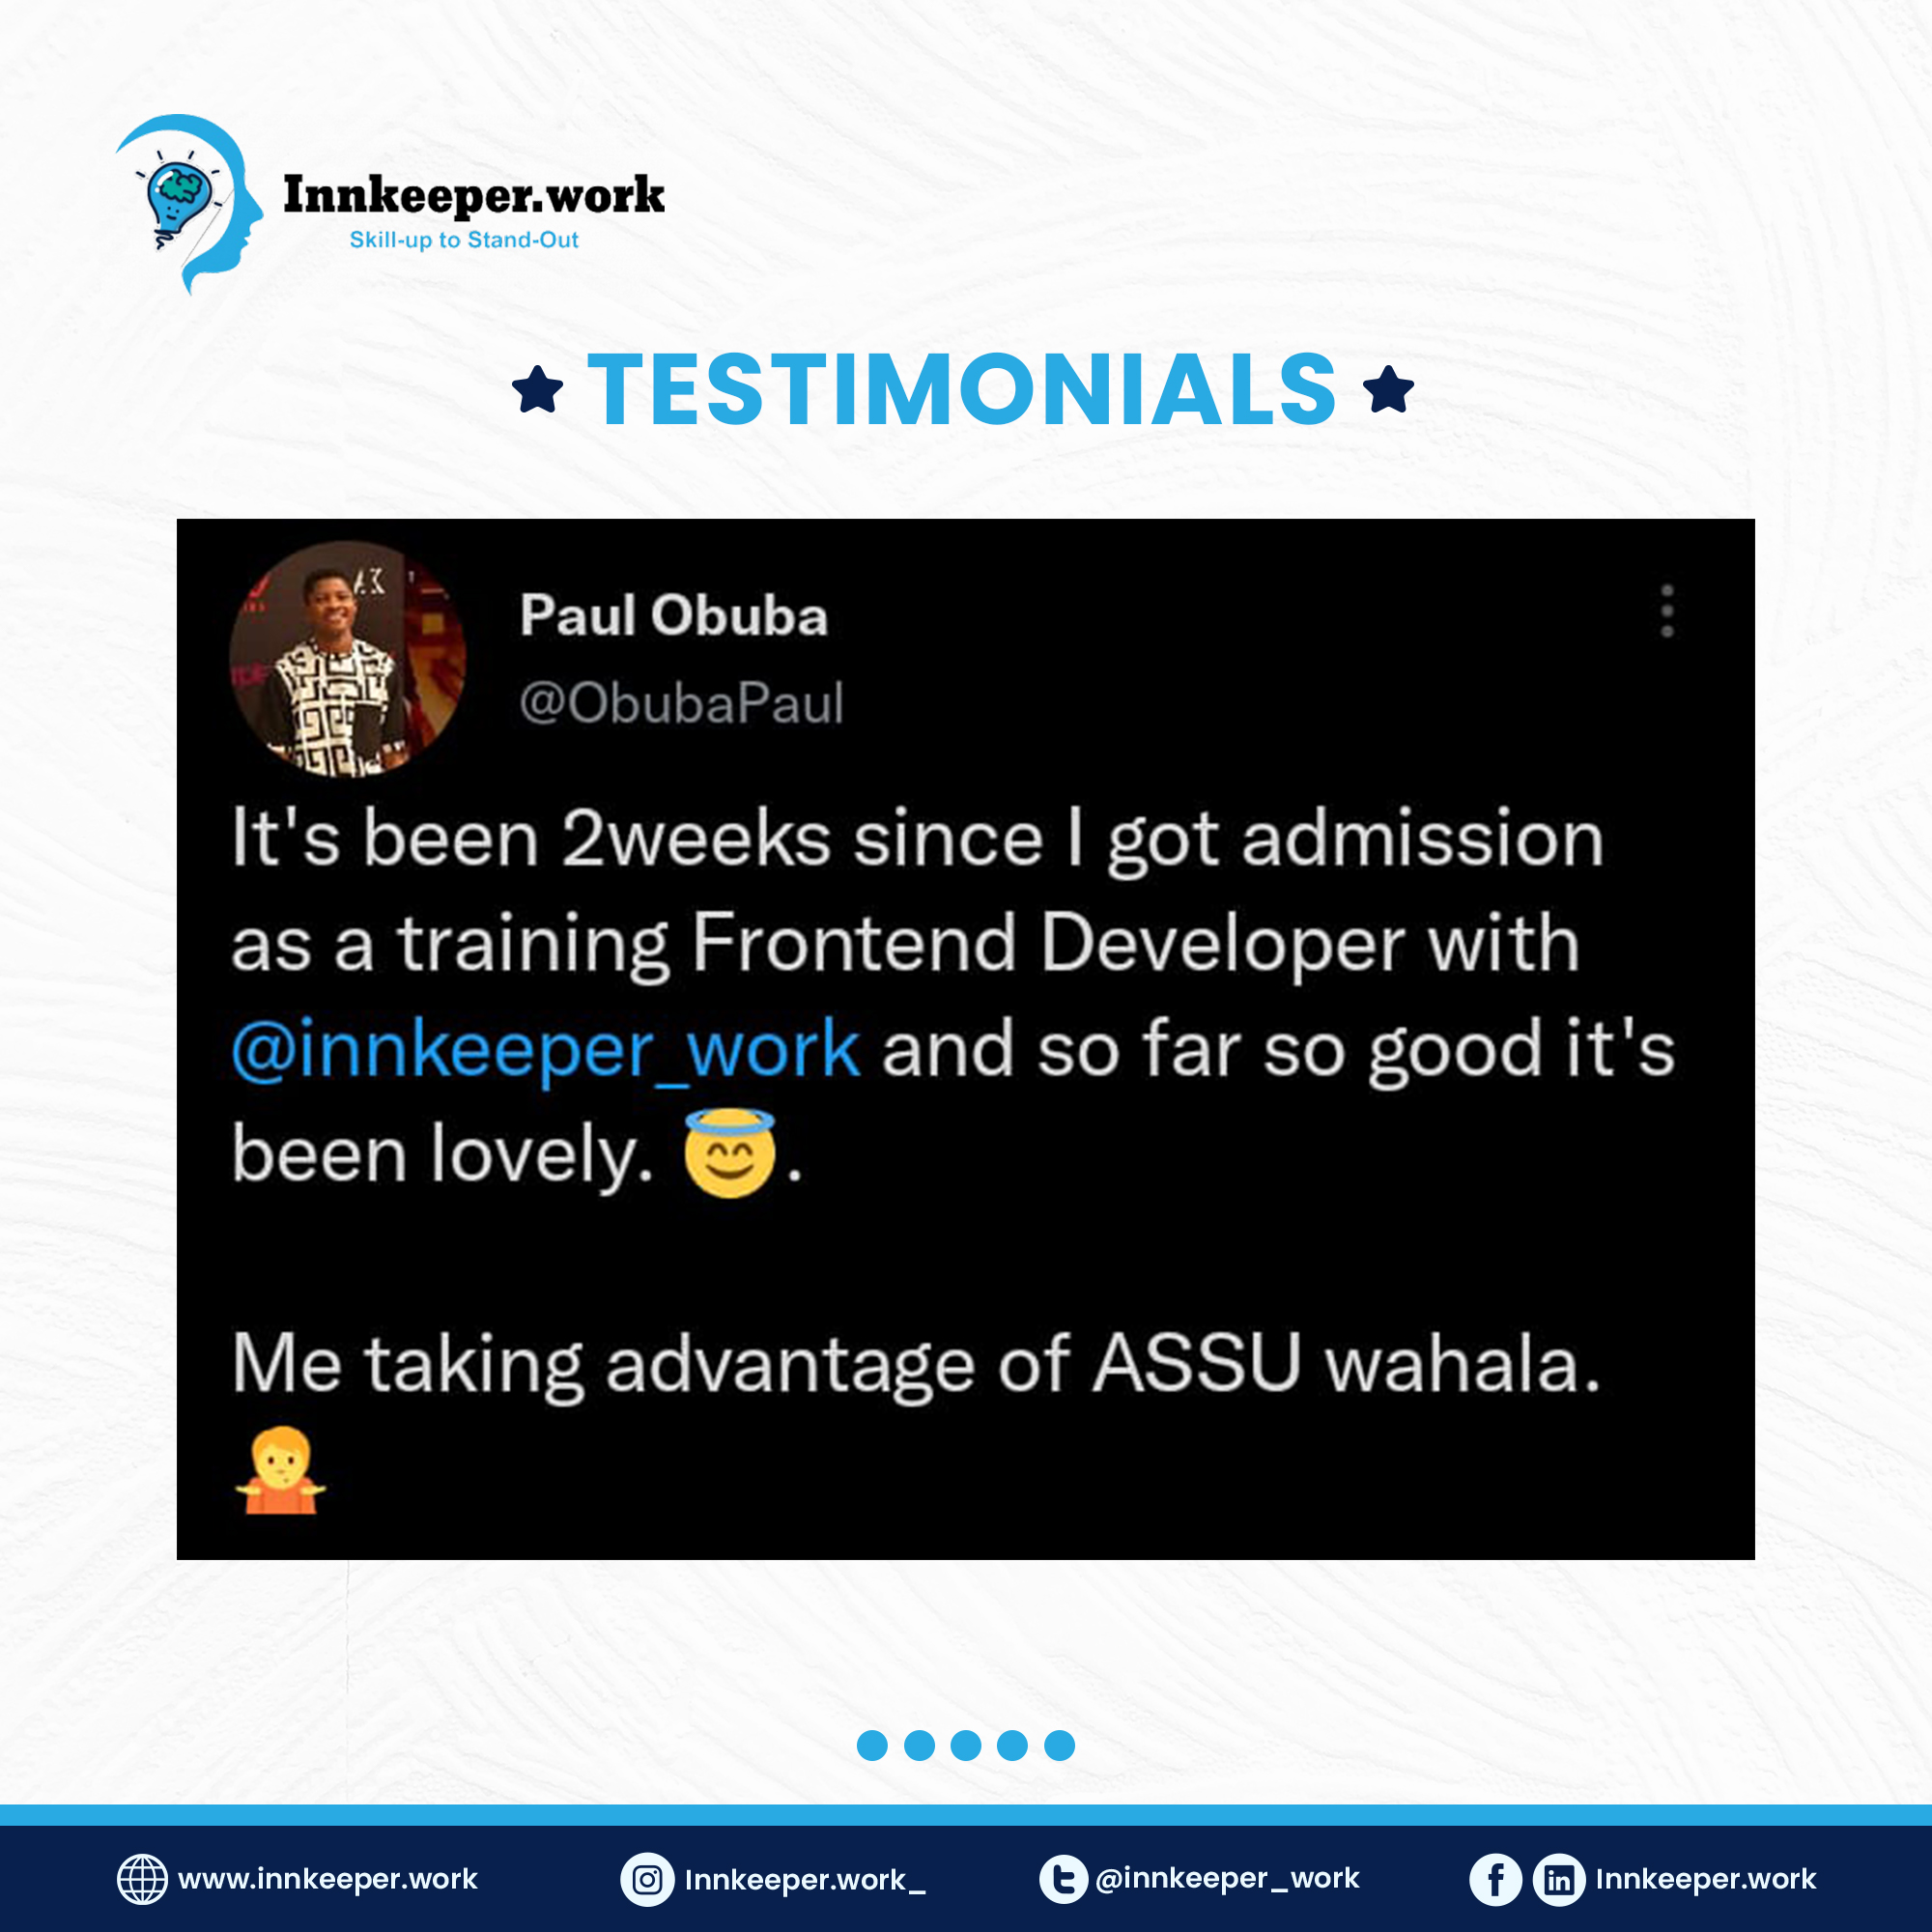 Innkeeper.work
Skill-up to Stand-Out
TESTIMONIALS
Paul Obuba
@ObubaPaul
It's been 2weeks since I got admission
as a training Frontend Developer with
@innkeeper_work and so far so good it's
been lovely. 😇.
Me taking advantage of ASSU wahala.
🤷
www.innkeeper.work
Innkeeper.work_
@innkeeper_work
Innkeeper.work